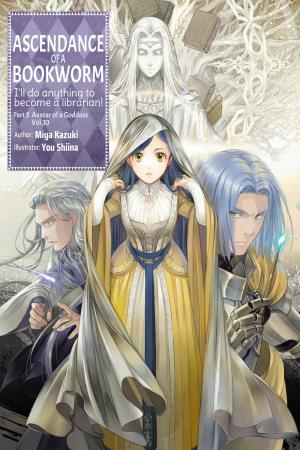 ASCENDANCE
OF A
BOOKWORM
I'll do anything to
become a librarian!
Part 5 Avatar of a Goddess
Vol.10
Author: Miya Kazuki
Illustrator: You Shiina